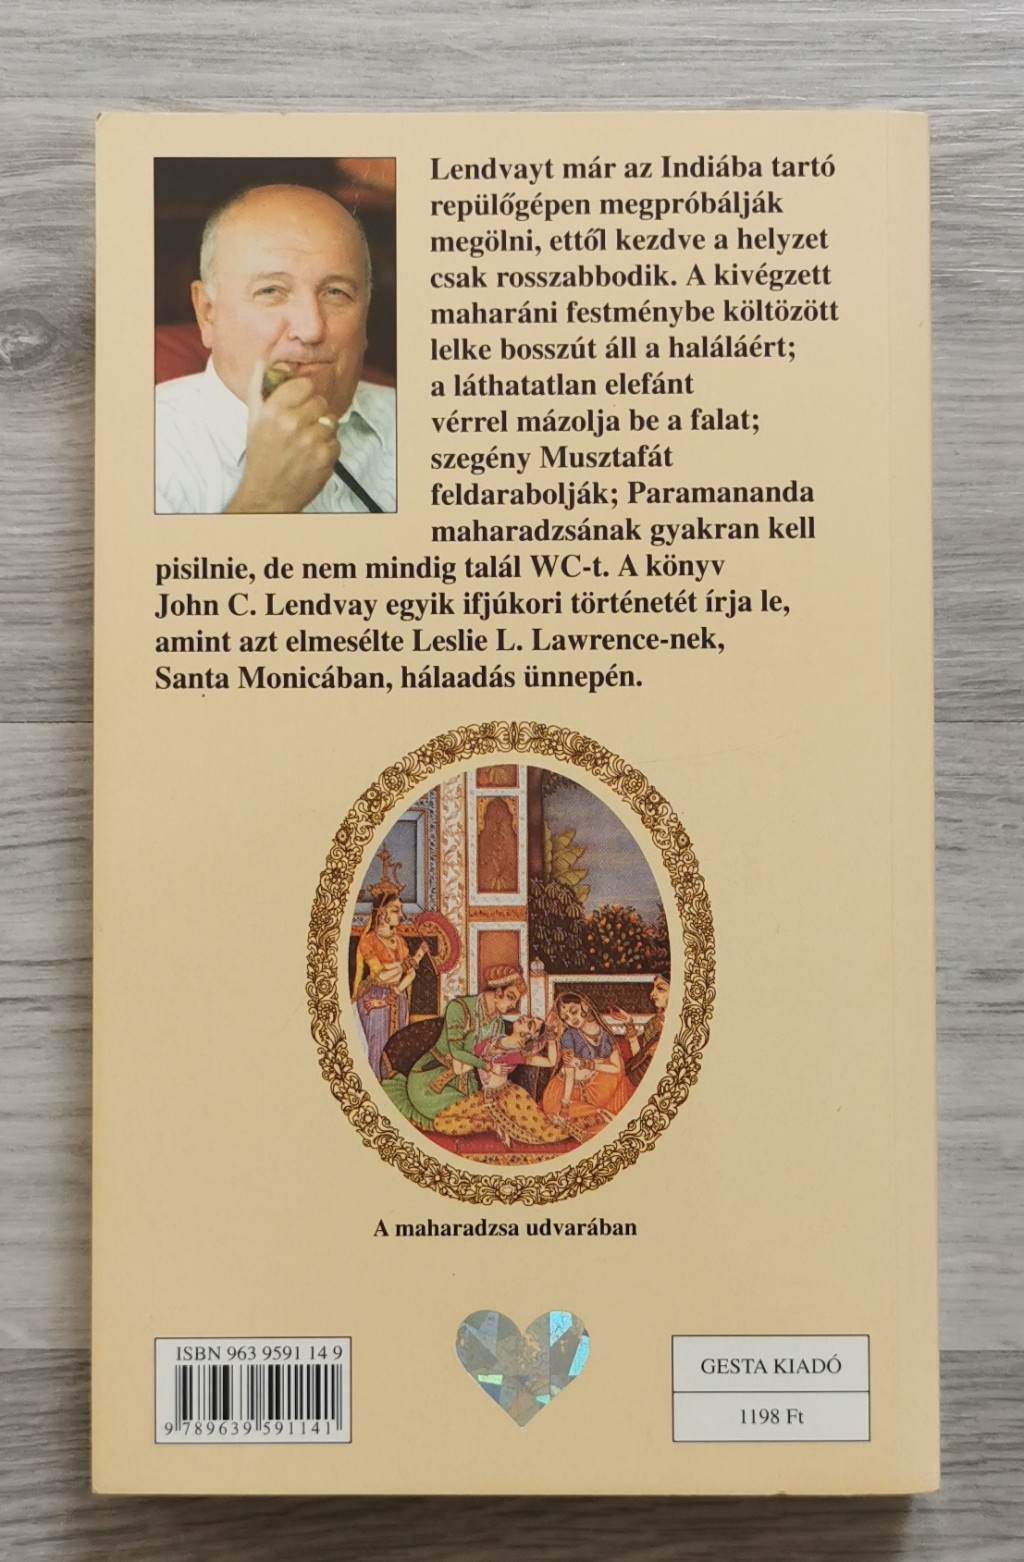 Lendvayt már az Indiába tartó
repülőgépen megpróbálják
megölni, ettől kezdve a helyzet
csak rosszabbodik. A kivégzett
maharáni festménybe költözött
lelke bosszút áll a haláláért;
a láthatatlan elefánt
vérrel mázolja be a falat;
szegény Musztafát
feldarabolják; Paramananda
maharadzsának gyakran kell
pisilnie, de nem mindig talál WC-t. A könyv
John C. Lendvay egyik ifjúkori történetét írja le,
amint azt elmesélte Leslie L. Lawrence-nek,
Santa Monicában, hálaadás ünnepén.
A maharadzsa udvarában
ISBN 963 9591 14 9
9 789639 591141
GESTA KIADÓ
1198 Ft